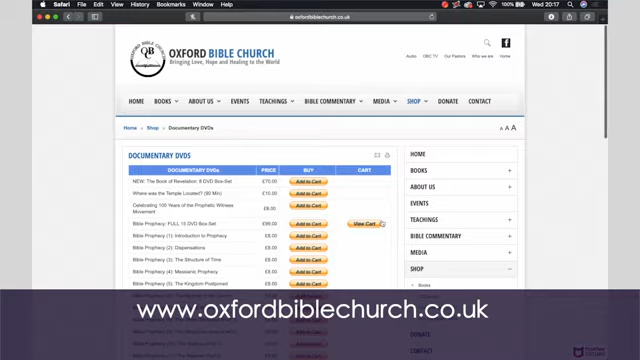 Safari File Edit View History Bookmarks Window Help 100% Wed 20:17
oxfordbiblechurch.co.uk
OXFORD BIBLE CHURCH
Bringing Love, Hope and Healing to the World
Audio OBC TV Our Pastors Who we are Home
HOME BOOKS ABOUT US EVENTS TEACHINGS BIBLE COMMENTARY MEDIA SHOP DONATE CONTACT
Home Shop Documentary DVDs A A A
DOCUMENTARY DVDS
DOCUMENTARY DVDs PRICE BUY CART
NEW: The Book of Revelation: 8 DVD Box-Set £70.00 Add to Cart
Where was the Temple Located? (92 Min) £10.00 Add to Cart
Celebrating 100 Years of the Prophetic Witness Movement £8.00 Add to Cart
Bible Prophecy: FULL 15 DVD Box-Set £99.00 Add to Cart View Cart
Bible Prophecy (1): Introduction to Prophecy £8.00 Add to Cart
Bible Prophecy (2): Dispensations £8.00 Add to Cart
Bible Prophecy (3): The Structure of Time £8.00 Add to Cart
Bible Prophecy (4): Messianic Prophecy £8.00 Add to Cart
Bible Prophecy (5): The Kingdom Postponed £8.00 Add to Cart
HOME
BOOKS
ABOUT US
EVENTS
TEACHINGS
BIBLE COMMENTARY
MEDIA
SHOP
Books
DONATE
CONTACT
www.oxfordbiblechurch.co.uk